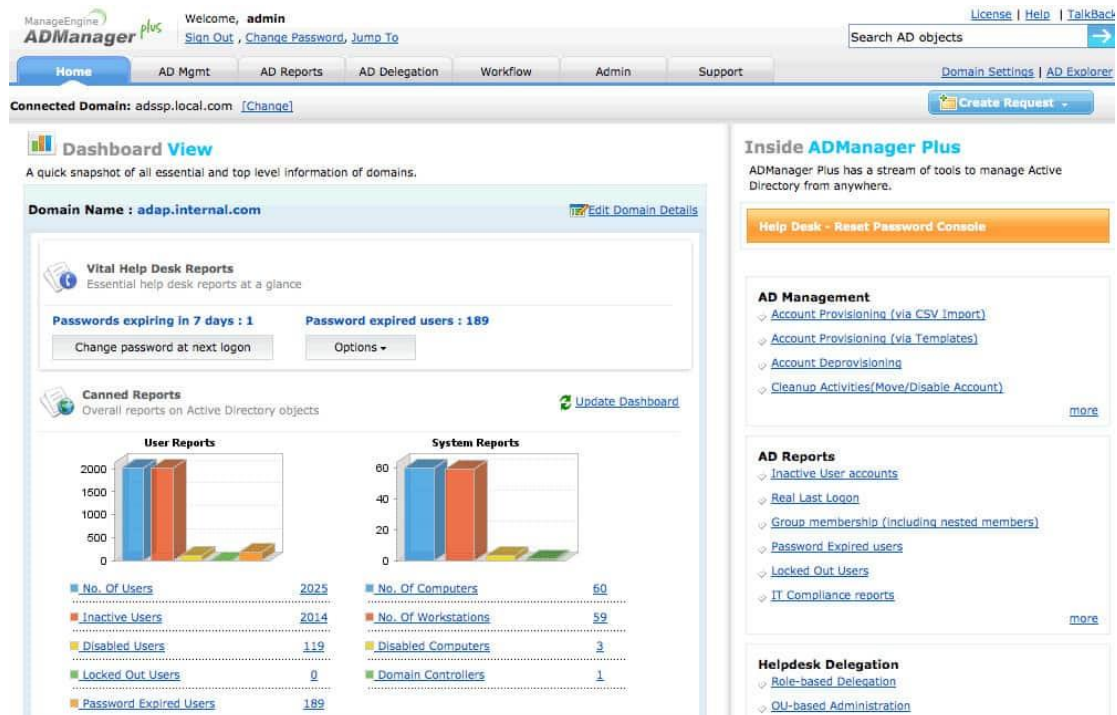 ManageEngine
ADManager plus
Welcome, admin
Sign Out , Change Password, Jump To
License | Help | TalkBack
Search AD objects
Home AD Mgmt AD Reports AD Delegation Workflow Admin Support
Domain Settings | AD Explorer
Connected Domain: adssp.local.com [Change]
Create Request
Dashboard View
A quick snapshot of all essential and top level information of domains.
Domain Name : adap.internal.com
Edit Domain Details
Vital Help Desk Reports
Essential help desk reports at a glance
Passwords expiring in 7 days : 1 Password expired users : 189
Change password at next logon Options
Canned Reports
Overall reports on Active Directory objects
Update Dashboard
User Reports
2000
1500
1000
500
0
No. Of Users 2025
Inactive Users 2014
Disabled Users 119
Locked Out Users 0
Password Expired Users 189
System Reports
60
40
20
0
No. Of Computers 60
No. Of Workstations 59
Disabled Computers 3
Domain Controllers 1
Inside ADManager Plus
ADManager Plus has a stream of tools to manage Active
Directory from anywhere.
Help Desk - Reset Password Console
AD Management
Account Provisioning (via CSV Import)
Account Provisioning (via Templates)
Account Deprovisioning
Cleanup Activities(Move/Disable Account)
more
AD Reports
Inactive User accounts
Real Last Logon
Group membership (including nested members)
Password Expired users
Locked Out Users
IT Compliance reports
more
Helpdesk Delegation
Role-based Delegation
OU-based Administration